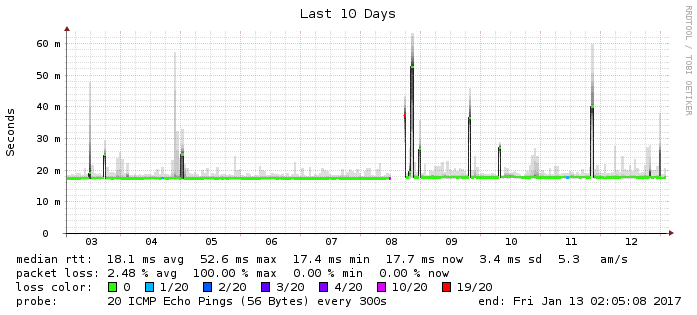 Last 10 Days
RRDTOOL / TOBI OETIKER
Seconds
60 m
50 m
40 m
30 m
20 m
10 m
0
03 04 05 06 07 08 09 10 11 12
median rtt: 18.1 ms avg 52.6 ms max 17.4 ms min 17.7 ms now 3.4 ms sd 5.3 am/s
packet loss: 2.48 % avg 100.00 % max 0.00 % min 0.00 % now
loss color: 0 1/20 2/20 3/20 4/20 10/20 19/20
probe: 20 ICMP Echo Pings (56 Bytes) every 300s end: Fri Jan 13 02:05:08 2017